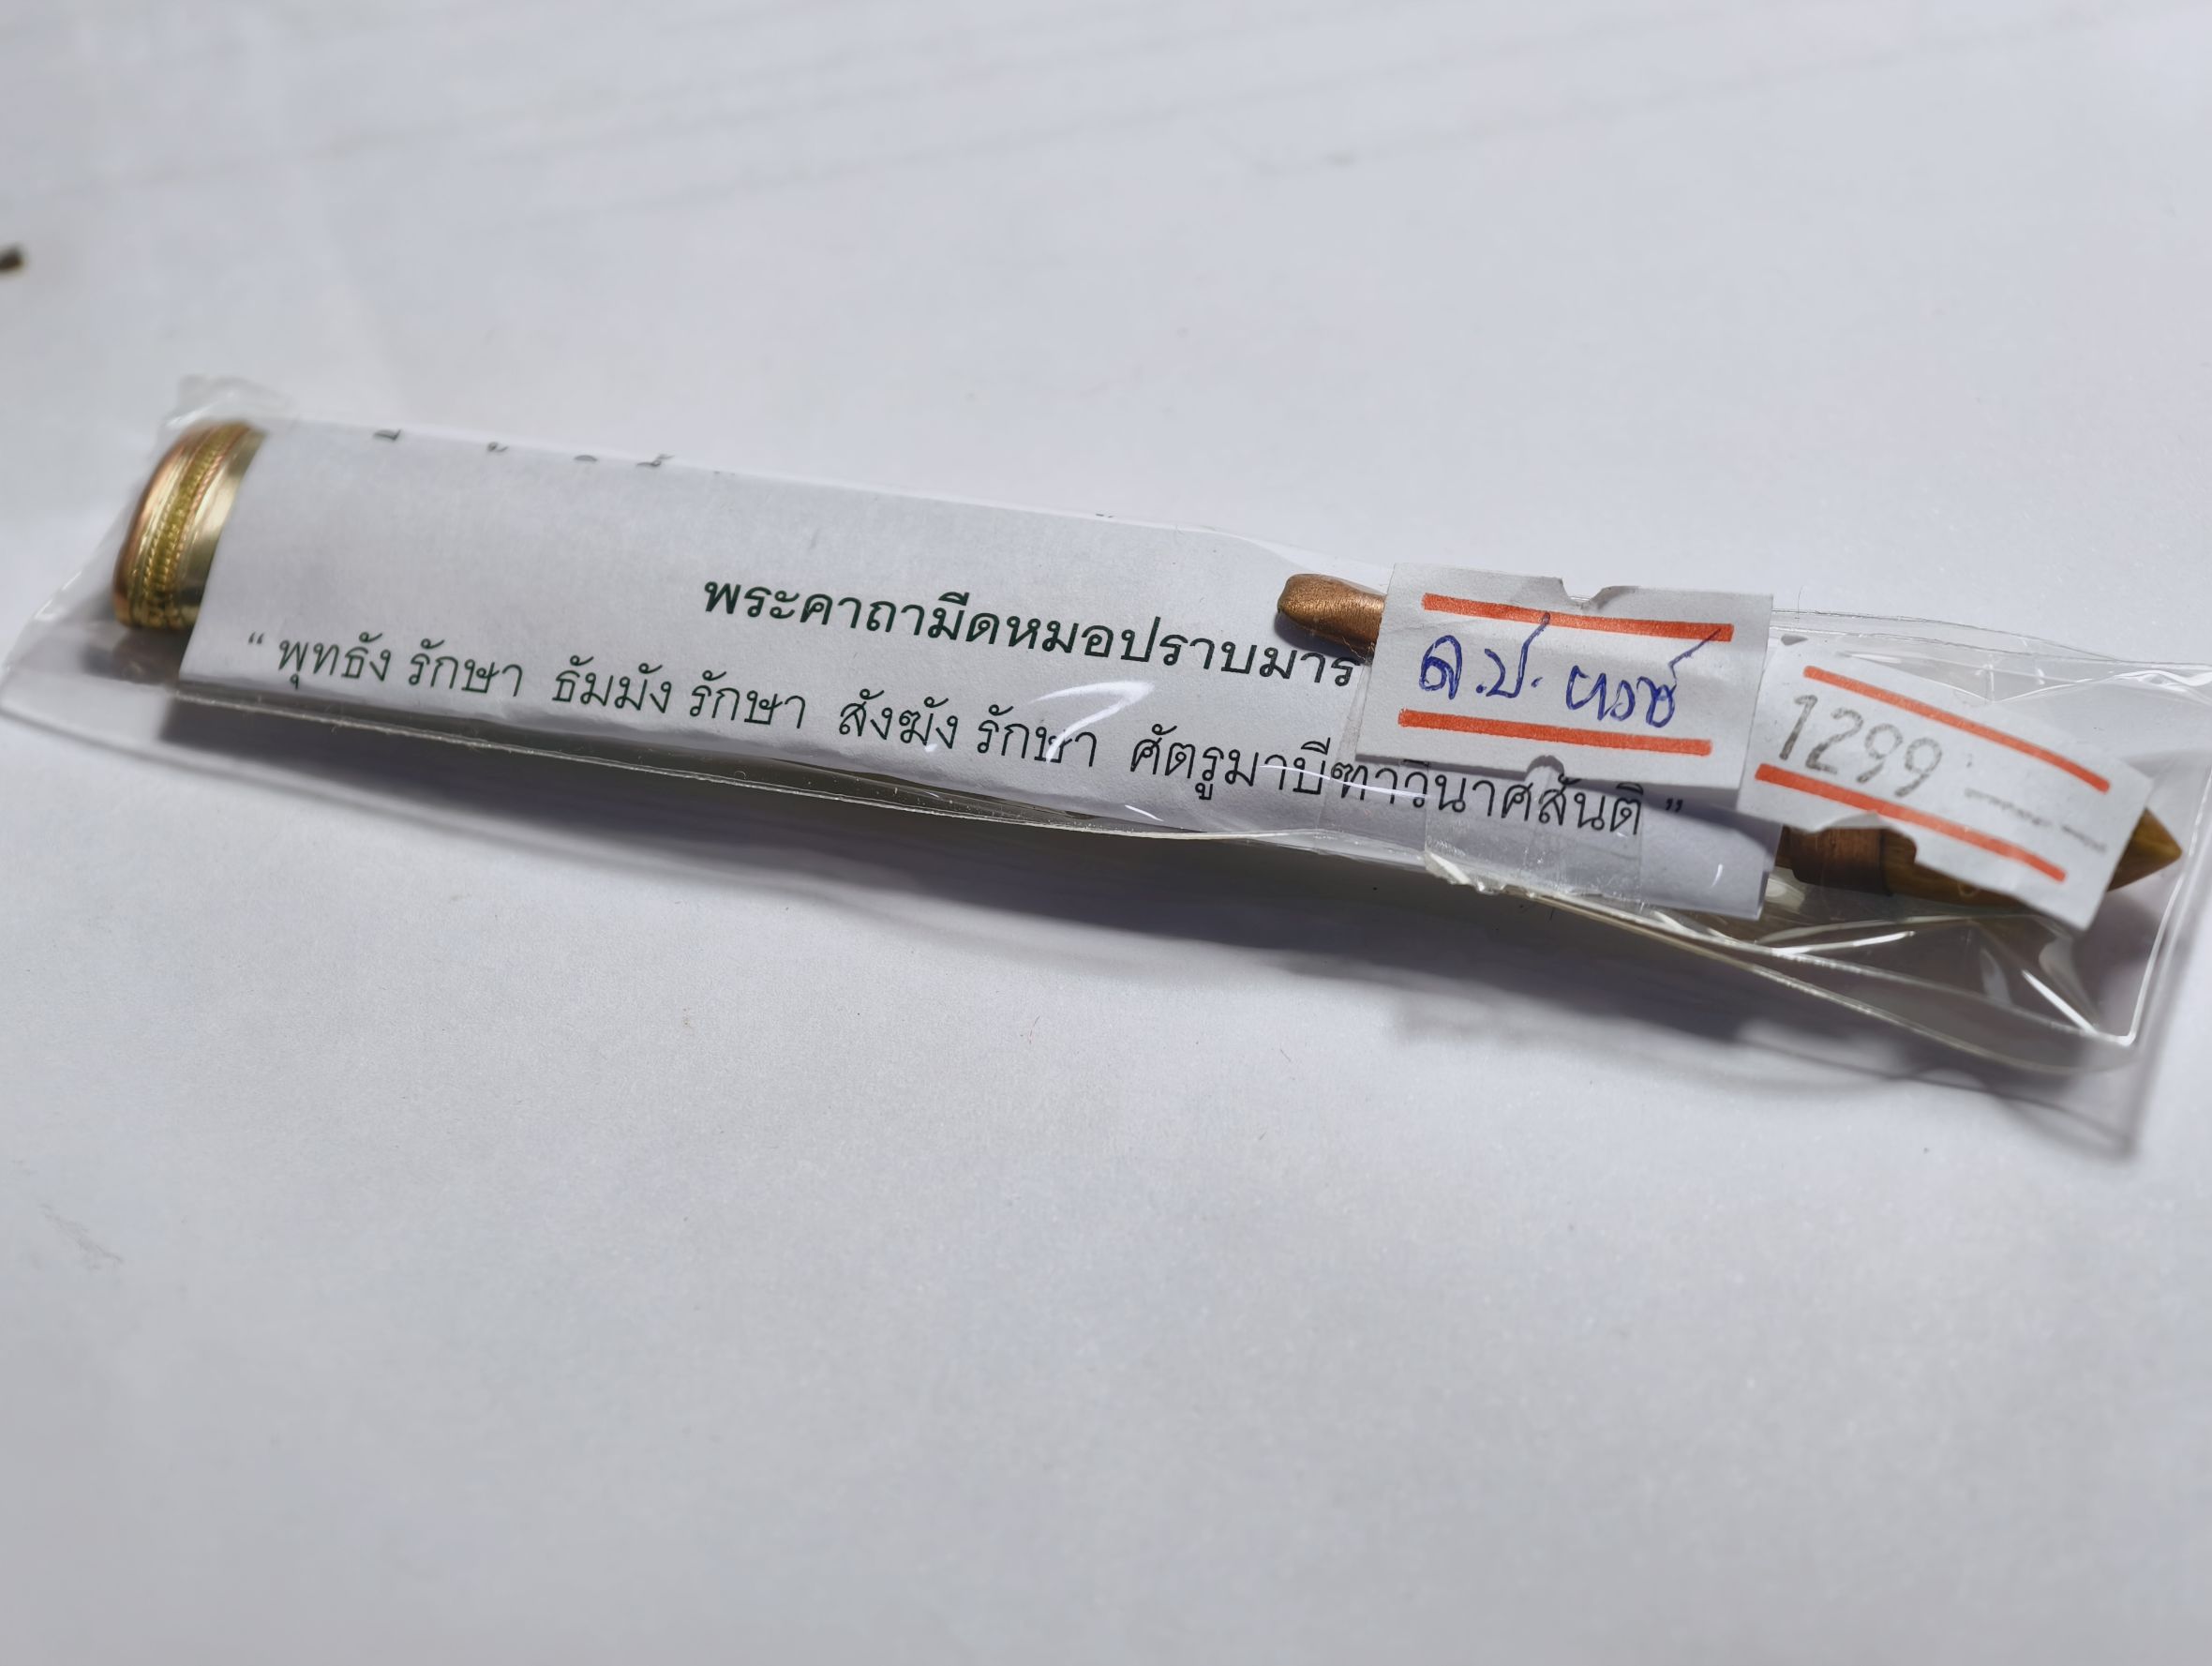 พระคาถามีดหมอปราบมาร
“ พุทธัง รักษา ธัมมัง รักษา สังฆัง รักษา ศัตรูมาบีฑาวินาศสันติ ”
ด.ป.
1299